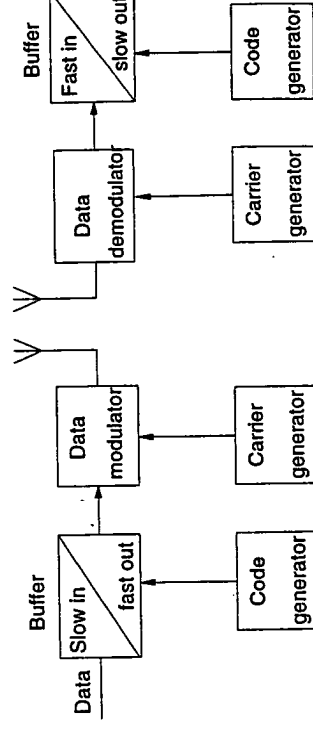 Data
Buffer
Slow in
fast out
Code
generator
Data
modulator
Carrier
generator
Data
demodulator
Carrier
generator
Buffer
Fast in
slow out
Code
generator